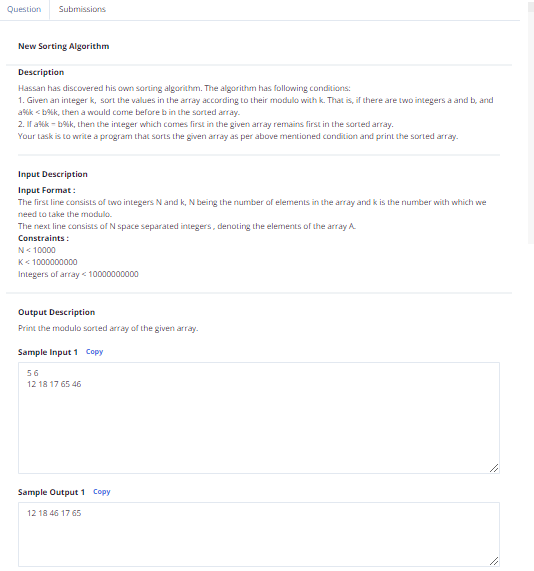 Question Submissions
New Sorting Algorithm
Description
Hassan has discovered his own sorting algorithm. The algorithm has following conditions:
1. Given an integer k, sort the values in the array according to their modulo with k. That is, if there are two integers a and b, and
a%k < b%k, then a would come before b in the sorted array.
2. If a%k = b%k, then the integer which comes first in the given array remains first in the sorted array.
Your task is to write a program that sorts the given array as per above mentioned condition and print the sorted array.
Input Description
Input Format :
The first line consists of two integers N and k, N being the number of elements in the array and k is the number with which we
need to take the modulo.
The next line consists of N space separated integers , denoting the elements of the array A.
Constraints :
N < 10000
K < 1000000000
Integers of array < 10000000000
Output Description
Print the modulo sorted array of the given array.
Sample Input 1 Copy
5 6
12 18 17 65 46
Sample Output 1 Copy
12 18 46 17 65